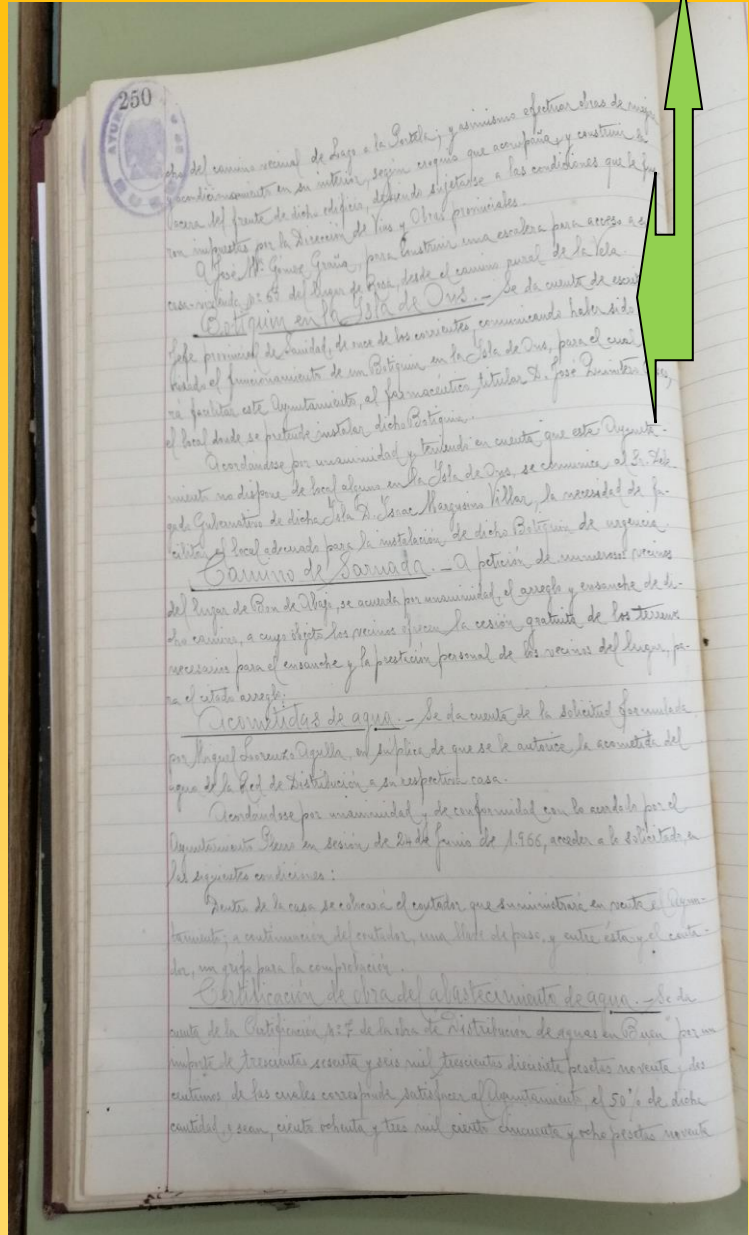 250
del camino vecinal de Lago a la Portela; y asimismo efectuar obras de
acondicionamiento en su interior, según croquis que acompaña, y construir
acera del frente de dicho edificio, debiendo sujetarse a las condiciones que le fue
ron impuestas por la Dirección de Vias y Obras provinciales.
A José Mª Gómez Graña, para construir una escalera para acceso a
casa-vivienda nº 63 del lugar de desde el camino rural de la Vela.
Botiquín en la Isla de Ons.- Se da cuenta de
Jefe provincial de Sanidad, de once de los corrientes, comunicando haber sido
el funcionamiento de un Botiquín en la Isla de Ons, para el cual
rá facilitar este Ayuntamiento, al farmacéutico titular D. José
el local donde se pretende instalar dicho Botiquín.
Acordándose por unanimidad y teniendo en cuenta que este Ayunta-
miento no dispone de local alguno en la Isla de Ons, se comunica al Sr. Dele
gado Gubernativo de dicha Isla D. Isaac Villar, la necesidad de fa-
cilitar el local adecuado para la instalación de dicho Botiquín de urgencia.
Camino de Sarnada.- A petición de numerosos vecinos
del lugar de Bon de Abajo, se acuerda por unanimidad, el arreglo y ensanche de di-
cho camino, a cuyo objeto los vecinos ofrecen la cesión gratuita de los terrenos
necesarios para el ensanche y la prestación personal de los vecinos del lugar, pa-
ra el citado arreglo.
Acometidas de agua.- Se da cuenta de la solicitud formulada
por Miguel Lorenzo Agulla, en súplica de que se le autorice la acometida del
agua de la Red de Distribución a su respectiva casa.
Acordándose por unanimidad y de conformidad con lo acordado por el
Ayuntamiento Pleno en sesión de 24 de Junio de 1.966, acceder a lo solicitado, en
las siguientes condiciones:
Dentro de la casa se colocará el contador que suministrará en venta el Ayun-
tamiento; a continuación del contador, una llave de paso, y entre ésta y el conta-
dor, un grifo para la comprobación.
Certificación de obra del abastecimiento de agua.- Se da
cuenta de la Certificación nº 7 de la obra de "Distribución de aguas en Bueu" por un
importe de trescientas sesenta y seis mil trescientas diecisiete pesetas noventa y dos
centimos de las cuales corresponde satisfacer al Ayuntamiento, el 50% de dicha
cantidad, o sean, ciento ochenta y tres mil ciento cincuenta y ocho pesetas noventa